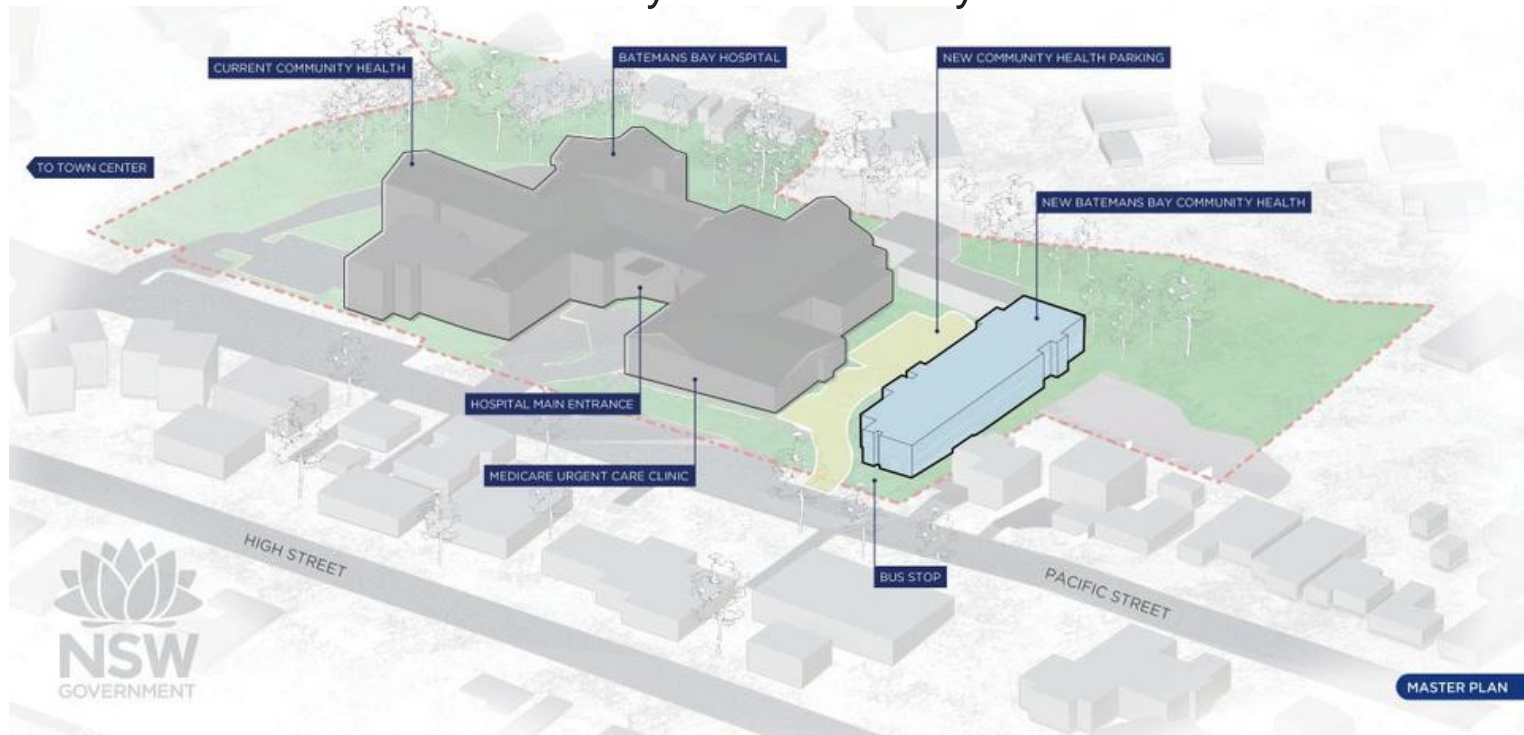 CURRENT COMMUNITY HEALTH
BATEMANS BAY HOSPITAL
NEW COMMUNITY HEALTH PARKING
TO TOWN CENTER
NEW BATEMANS BAY COMMUNITY HEALTH
HOSPITAL MAIN ENTRANCE
MEDICARE URGENT CARE CLINIC
HIGH STREET
BUS STOP
PACIFIC STREET
NSW
GOVERNMENT
MASTER PLAN